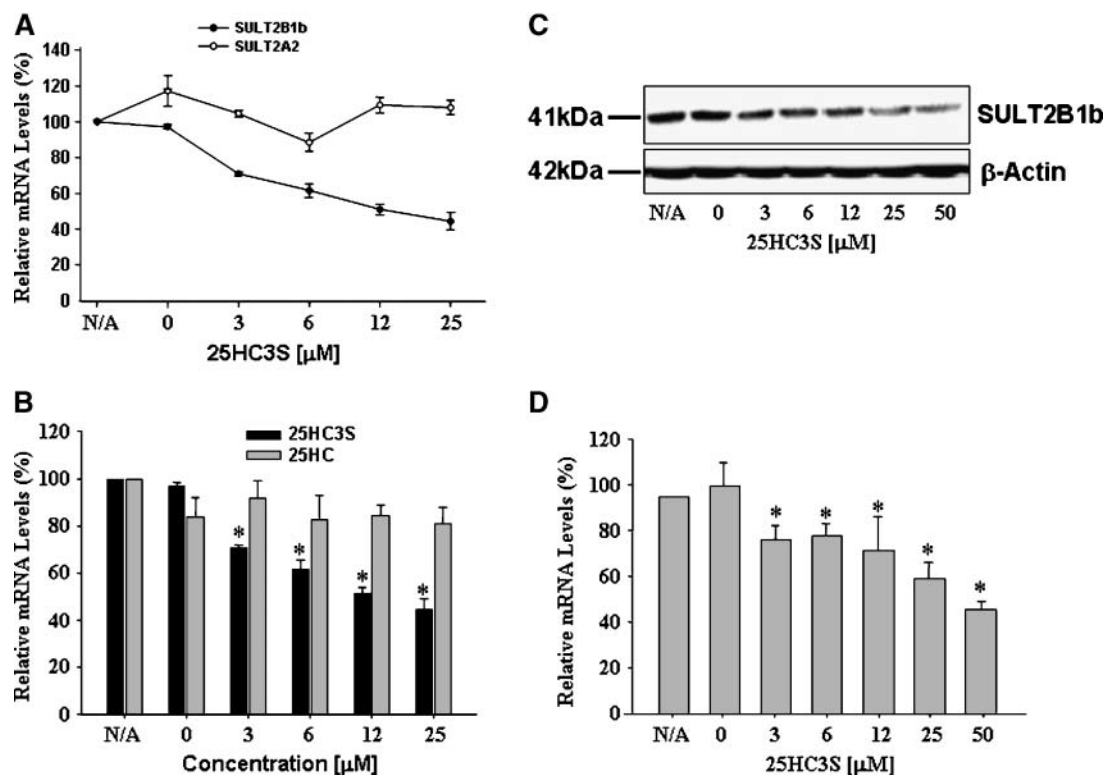 A
SULT2B1b
SULT2A2
Relative mRNA Levels (%)
140
120
100
80
60
40
20
0
N/A 0 3 6 12 25
25HC3S [μM]
B
25HC3S
25HC
Relative mRNA Levels (%)
120
100
80
60
40
20
0
* * * *
N/A 0 3 6 12 25
Concentration [μM]
C
41kDa SULT2B1b
42kDa β-Actin
N/A 0 3 6 12 25 50
25HC3S [μM]
D
Relative mRNA Levels (%)
120
100
80
60
40
20
0
* * * * *
N/A 0 3 6 12 25 50
25HC3S [μM]